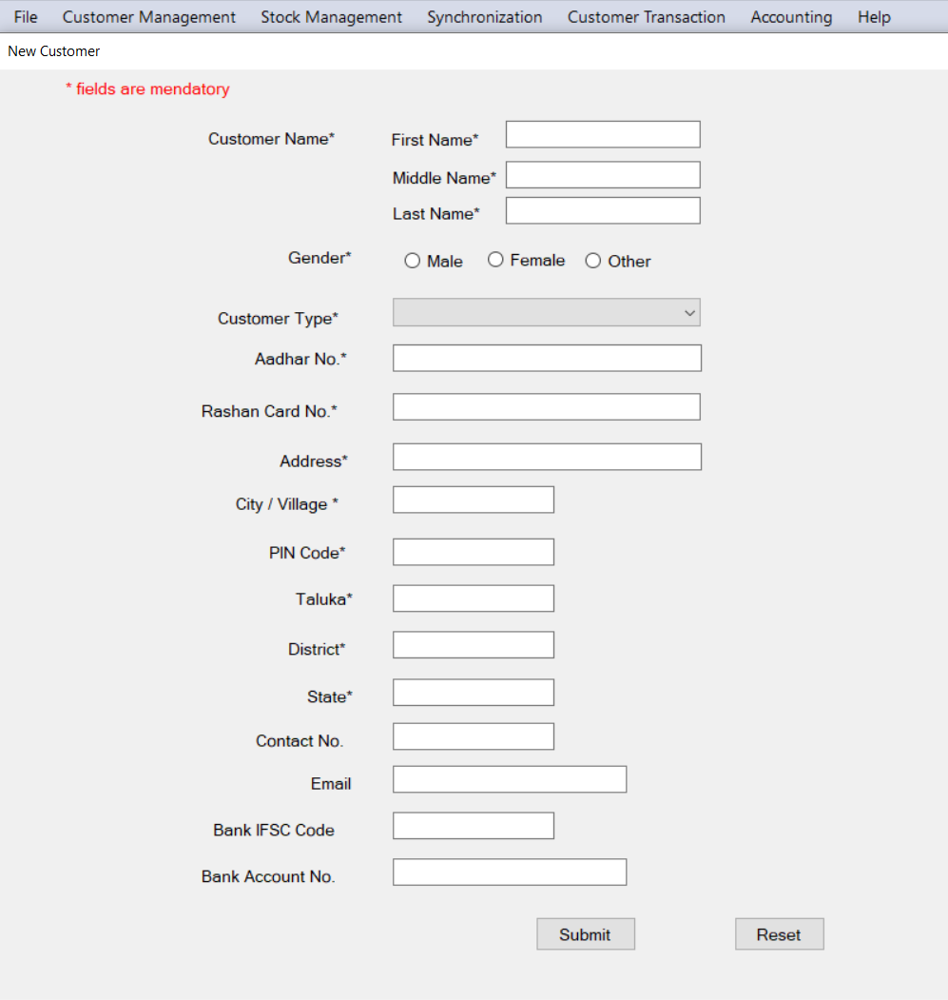 File Customer Management Stock Management Synchronization Customer Transaction Accounting Help
New Customer
* fields are mendatory
Customer Name* First Name*
Middle Name*
Last Name*
Gender* Male Female Other
Customer Type*
Aadhar No.*
Rashan Card No.*
Address*
City / Village *
PIN Code*
Taluka*
District*
State*
Contact No.
Email
Bank IFSC Code
Bank Account No.
Submit Reset